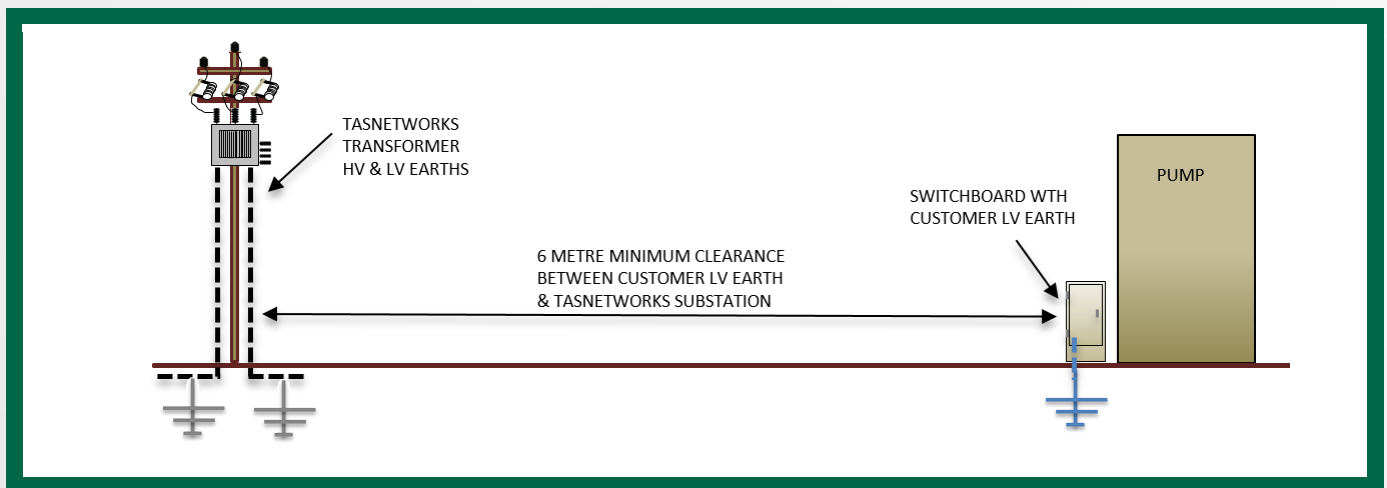 TASNETWORKS
TRANSFORMER
HV & LV EARTHS
6 METRE MINIMUM CLEARANCE
BETWEEN CUSTOMER LV EARTH
& TASNETWORKS SUBSTATION
SWITCHBOARD WTH
CUSTOMER LV EARTH
PUMP